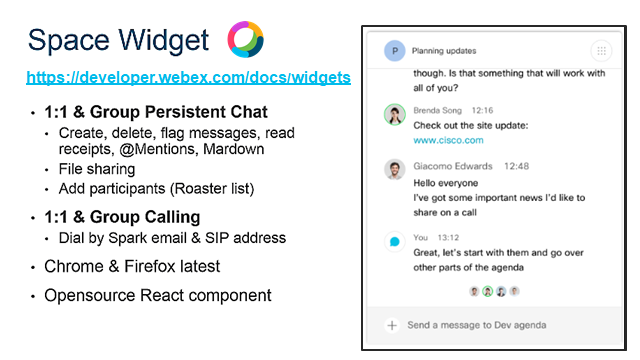 Space Widget
https://developer.webex.com/docs/widgets
• 1:1 & Group Persistent Chat
• Create, delete, flag messages, read
receipts, @Mentions, Mardown
• File sharing
• Add participants (Roaster list)
• 1:1 & Group Calling
• Dial by Spark email & SIP address
• Chrome & Firefox latest
• Opensource React component
P Planning updates
though. Is that something that will work with
all of you?
Brenda Song 12:16
Check out the site update:
www.cisco.com
Giacomo Edwards 12:48
Hello everyone
I've got some important news I'd like to
share on a call
You 13:12
Great, let's start with them and go over
other parts of the agenda
Send a message to Dev agenda